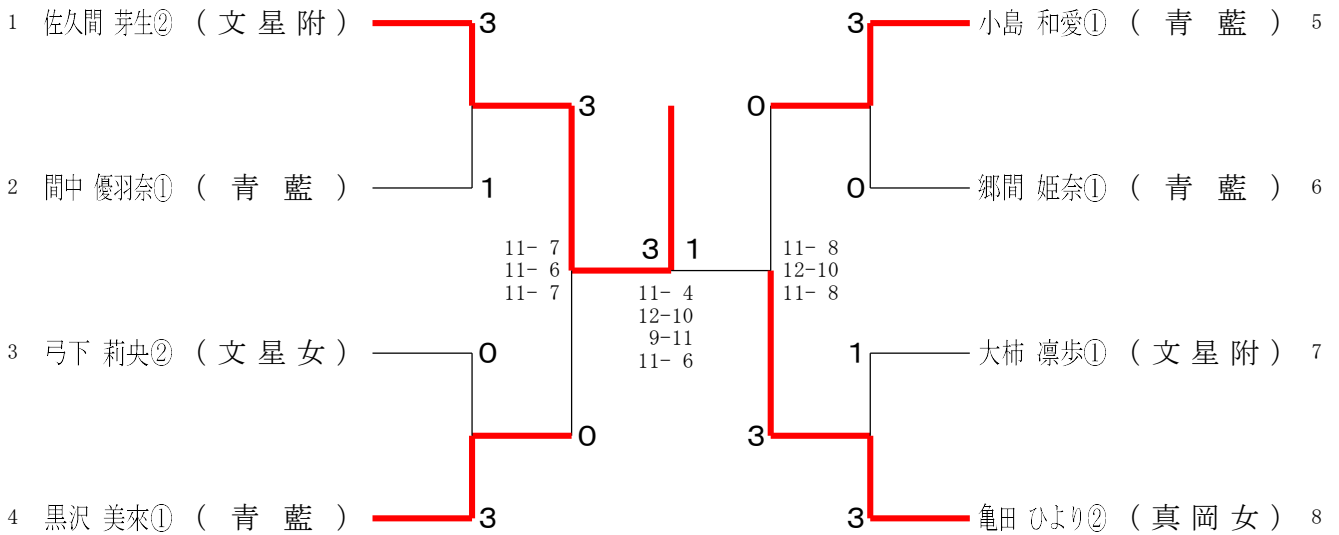 1 佐久間 芽生② (文星附) 3
3 小島 和愛① (青藍) 5
3
0
2 間中 優羽奈① (青藍) 1
0 郷間 姫奈① (青藍) 6
11- 7
11- 6
11- 7
3 1
11- 4
12-10
9-11
11- 6
11- 8
12-10
11- 8
3 弓下 莉央② (文星女) 0
1 大柿 凛歩① (文星附) 7
0
3
4 黒沢 美來① (青藍) 3
3 亀田 ひより② (真岡女) 8